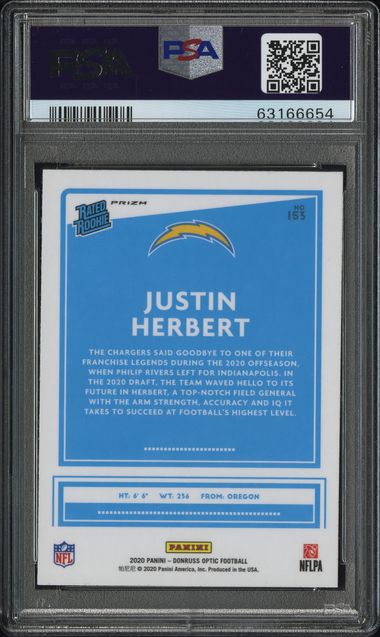 PSA
PSA
63166654
RATED ROOKIE
PRIZM
NO.
153
JUSTIN
HERBERT
THE CHARGERS SAID GOODBYE TO ONE OF THEIR
FRANCHISE LEGENDS DURING THE 2020 OFFSEASON,
WHEN PHILIP RIVERS LEFT FOR INDIANAPOLIS. IN
THE 2020 DRAFT, THE TEAM WAVED HELLO TO ITS
FUTURE IN HERBERT, A TOP-NOTCH FIELD GENERAL
WITH THE ARM STRENGTH, ACCURACY AND IQ IT
TAKES TO SUCCEED AT FOOTBALL'S HIGHEST LEVEL.
HT: 6' 6" WT: 236 FROM: OREGON
NFL
PANINI
NFLPA
2020 PANINI – DONRUSS OPTIC FOOTBALL
帕尼尼 © 2020 Panini America, Inc. Produced in the USA.